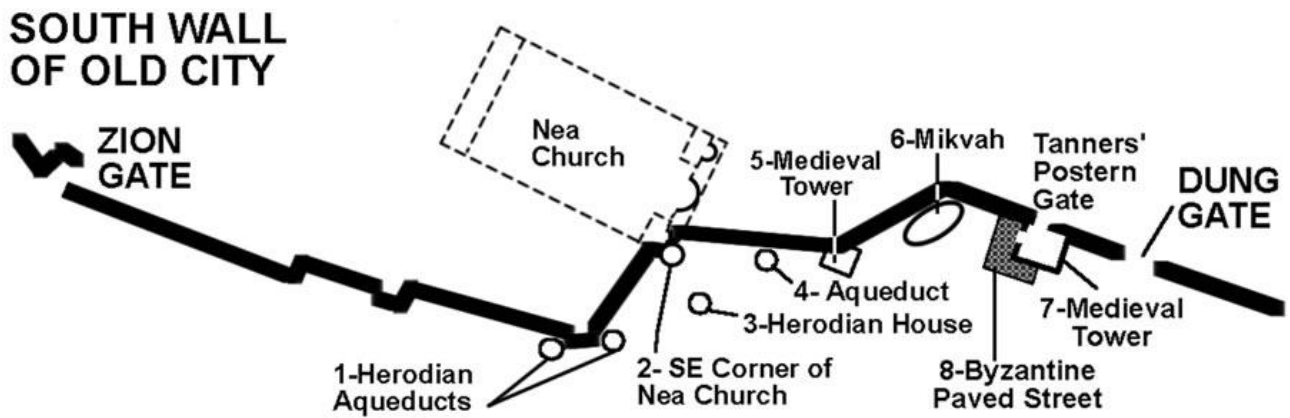 SOUTH WALL
OF OLD CITY
ZION
GATE
Nea
Church
5-Medieval
Tower
6-Mikvah
Tanners'
Postern
Gate
DUNG
GATE
4- Aqueduct
3-Herodian House
7-Medieval
Tower
1-Herodian
Aqueducts
2- SE Corner of
Nea Church
8-Byzantine
Paved Street